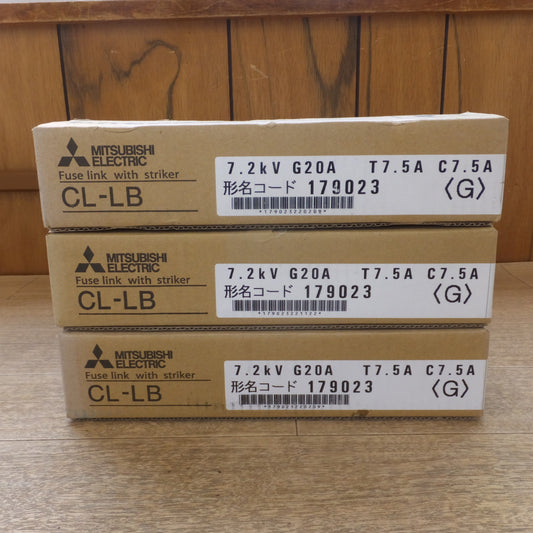 MITSUBISHI
ELECTRIC
Fuse link with striker
CL-LB
7.2kV G20A T7.5A C7.5A
形名コード 179023 〈G〉
*179023220209*
MITSUBISHI
ELECTRIC
Fuse link with striker
CL-LB
7.2kV G20A T7.5A C7.5A
形名コード 179023 〈G〉
*179023221122*
MITSUBISHI
ELECTRIC
Fuse link with striker
CL-LB
7.2kV G20A T7.5A C7.5A
形名コード 179023 〈G〉